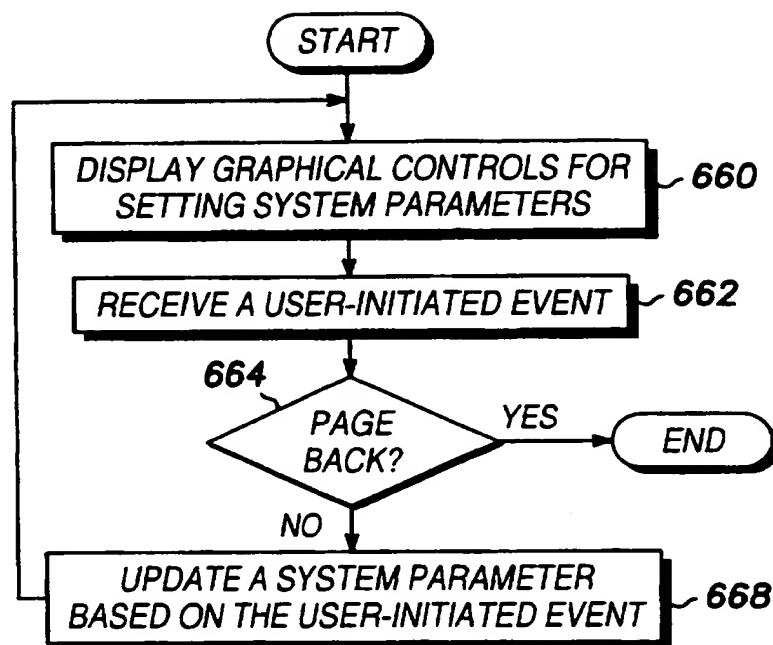 START
DISPLAY GRAPHICAL CONTROLS FOR
SETTING SYSTEM PARAMETERS
660
RECEIVE A USER-INITIATED EVENT
662
664
PAGE
BACK?
YES
END
NO
UPDATE A SYSTEM PARAMETER
BASED ON THE USER-INITIATED EVENT
668